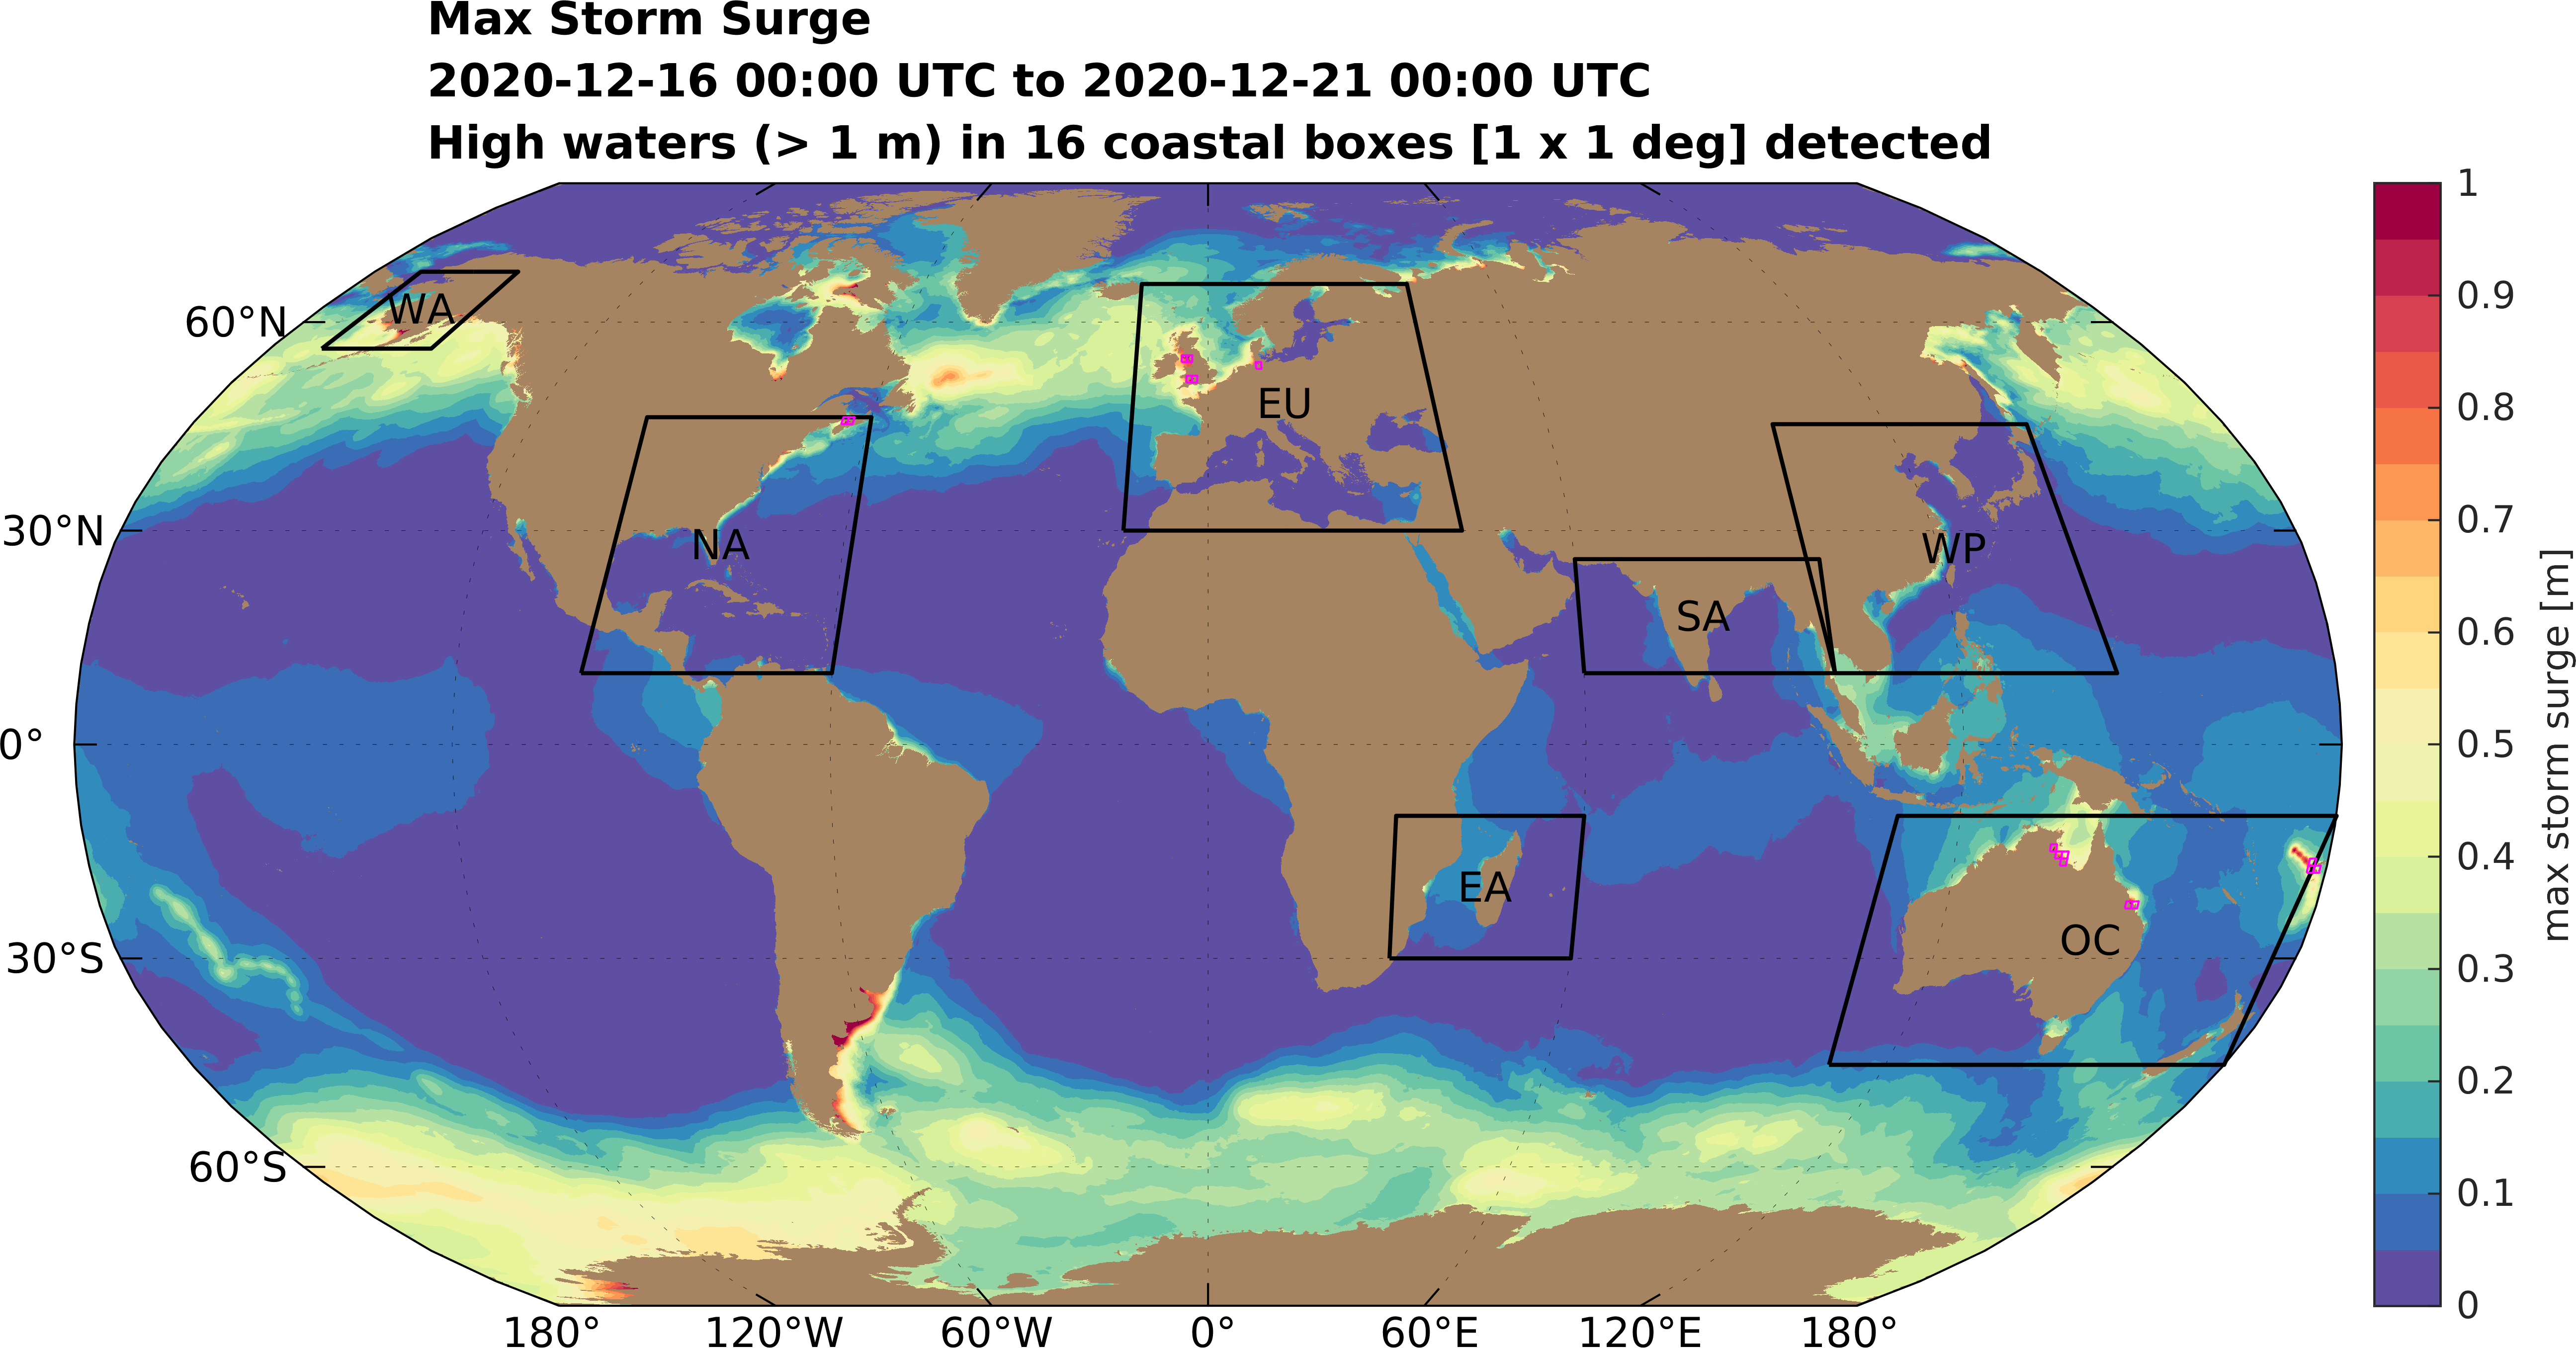 Max Storm Surge
2020-12-16 00:00 UTC to 2020-12-21 00:00 UTC
High waters (> 1 m) in 16 coastal boxes [1 x 1 deg] detected
60°N
30°N
0°
30°S
60°S
WA
NA
EU
SA
WP
EA
OC
180°
120°W
60°W
0°
60°E
120°E
180°
1
0.9
0.8
0.7
0.6
0.5
0.4
0.3
0.2
0.1
0
max storm surge [m]